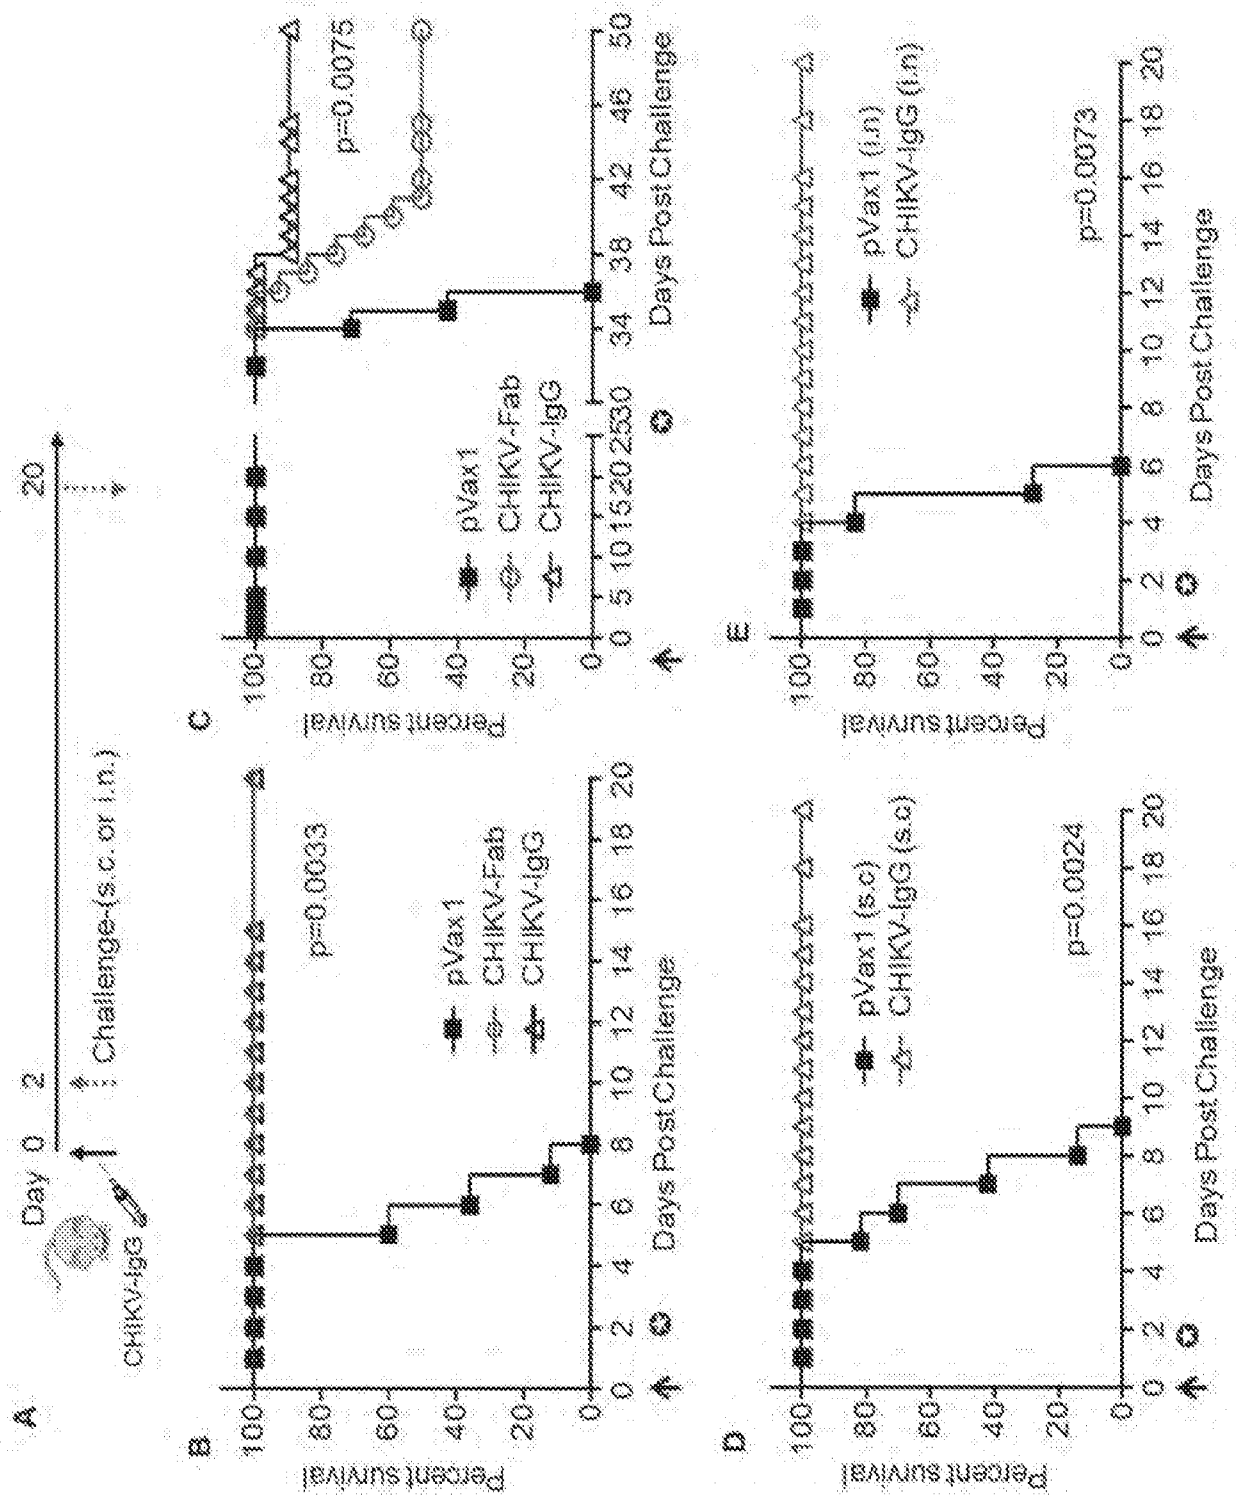 A
Day 0 2 20
CHIKV-IgG
Challenge-(s.c. or i.n.)
B
Percent survival
100
80
60
40
20
0
0 2 4 6 8 10 12 14 16 18 20
Days Post Challenge
p=0.0033
pVax1
CHIKV-Fab
CHIKV-IgG
C
Percent survival
100
80
60
40
20
0
0 5 10 15 20 25 30 34 38 42 46 50
Days Post Challenge
p=0.0075
pVax1
CHIKV-Fab
CHIKV-IgG
D
Percent survival
100
80
60
40
20
0
0 2 4 6 8 10 12 14 16 18 20
Days Post Challenge
pVax1 (s.c)
CHIKV-IgG (s.c)
p=0.0024
E
Percent survival
100
80
60
40
20
0
0 2 4 6 8 10 12 14 16 18 20
Days Post Challenge
pVax1 (i.n)
CHIKV-IgG (i.n)
p=0.0073